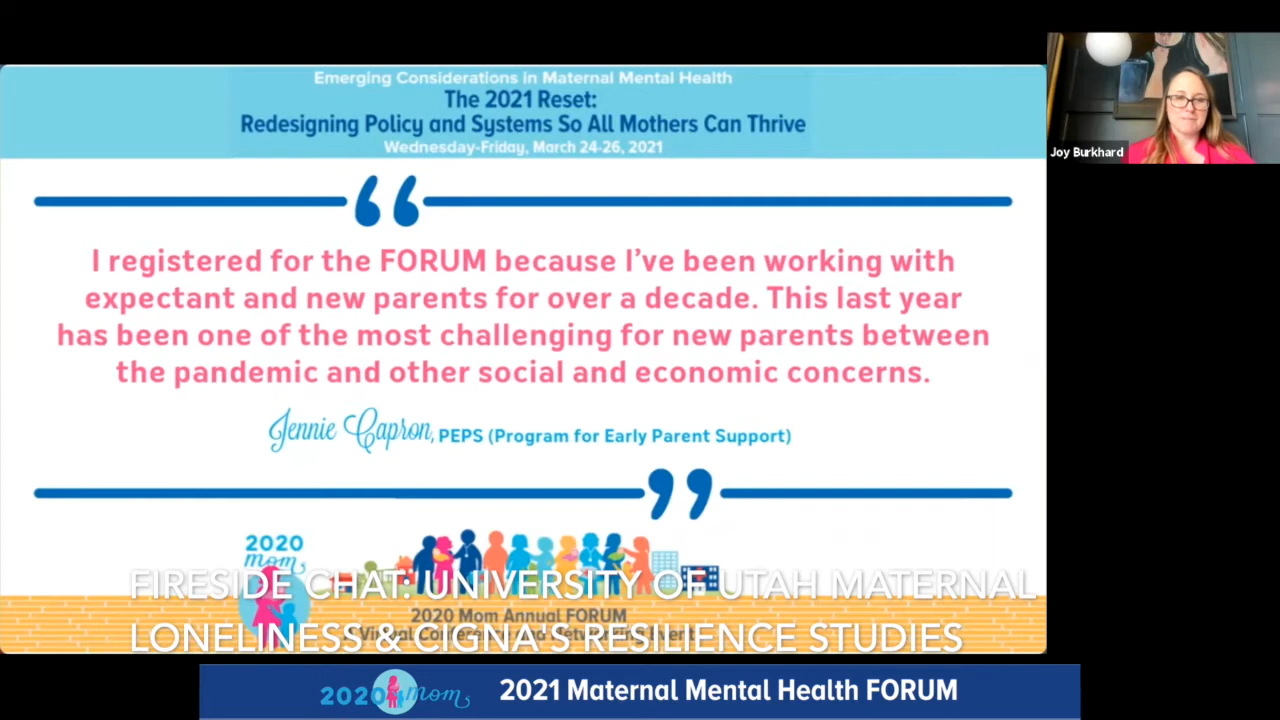 Emerging Considerations in Maternal Mental Health
The 2021 Reset:
Redesigning Policy and Systems So All Mothers Can Thrive
Wednesday-Friday, March 24-26, 2021
Joy Burkhard
“
I registered for the FORUM because I’ve been working with
expectant and new parents for over a decade. This last year
has been one of the most challenging for new parents between
the pandemic and other social and economic concerns.
Jennie Capron, PEPS (Program for Early Parent Support)
”
2020
mom
FIRESIDE CHAT: UNIVERSITY OF UTAH MATERNAL
LONELINESS & CIGNA'S RESILIENCE STUDIES
2020 Mom Annual FORUM
2020 mom 2021 Maternal Mental Health FORUM